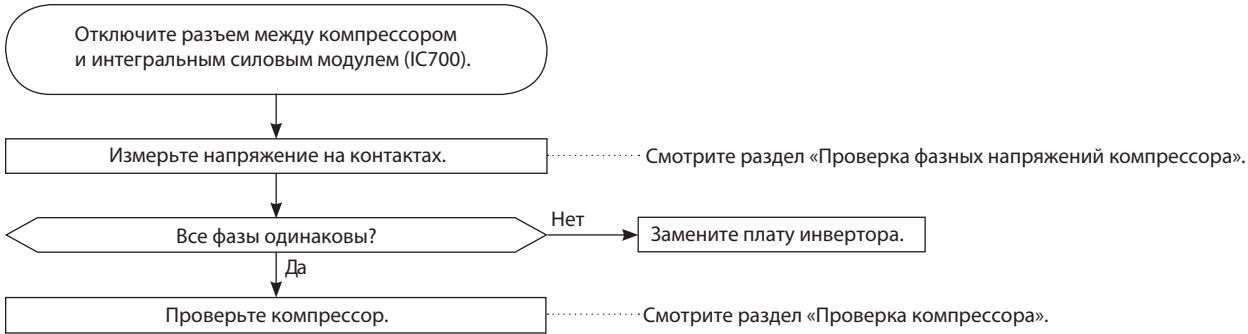 Отключите разъем между компрессором
и интегральным силовым модулем (IC700).
Измерьте напряжение на контактах.
Смотрите раздел «Проверка фазных напряжений компрессора».
Все фазы одинаковы?
Нет
Замените плату инвертора.
Да
Проверьте компрессор.
Смотрите раздел «Проверка компрессора».